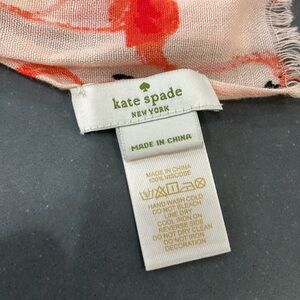 kate spade
NEW YORK
MADE IN CHINA
MADE IN CHINA
100% VISCOSE
HAND WASH COLD
DO NOT BLEACH
LINE DRY
COOL IRON ON
REVERSE SIDE
DO NOT DRY CLEAN
DO NOT IRON
DECORATION